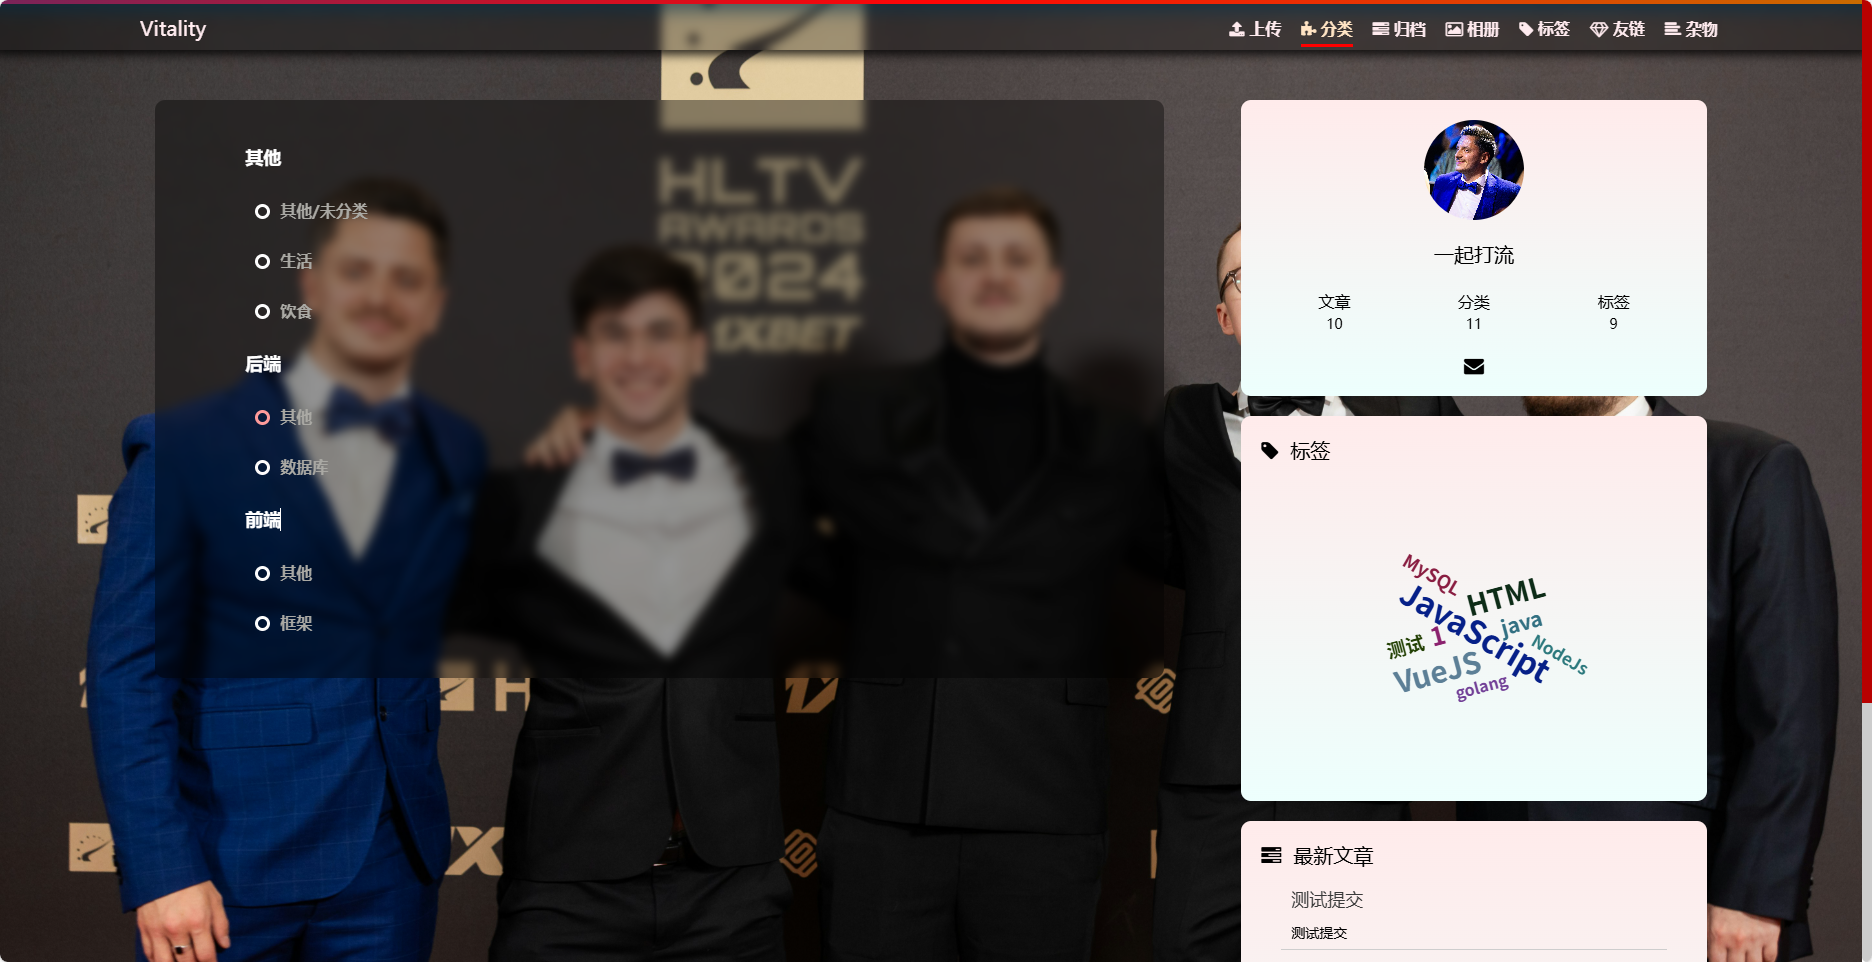 Vitality
上传 分类 归档 相册 标签 友链 杂物
其他
其他/未分类
生活
饮食
后端
其他
数据库
前端
其他
框架
HLTV
AWARDS
2024
1XBET
一起打流
文章 分类 标签
10 11 9
标签
MySQL
HTML
JavaScript
java
测试
1
NodeJs
VueJS
golang
最新文章
测试提交
测试提交